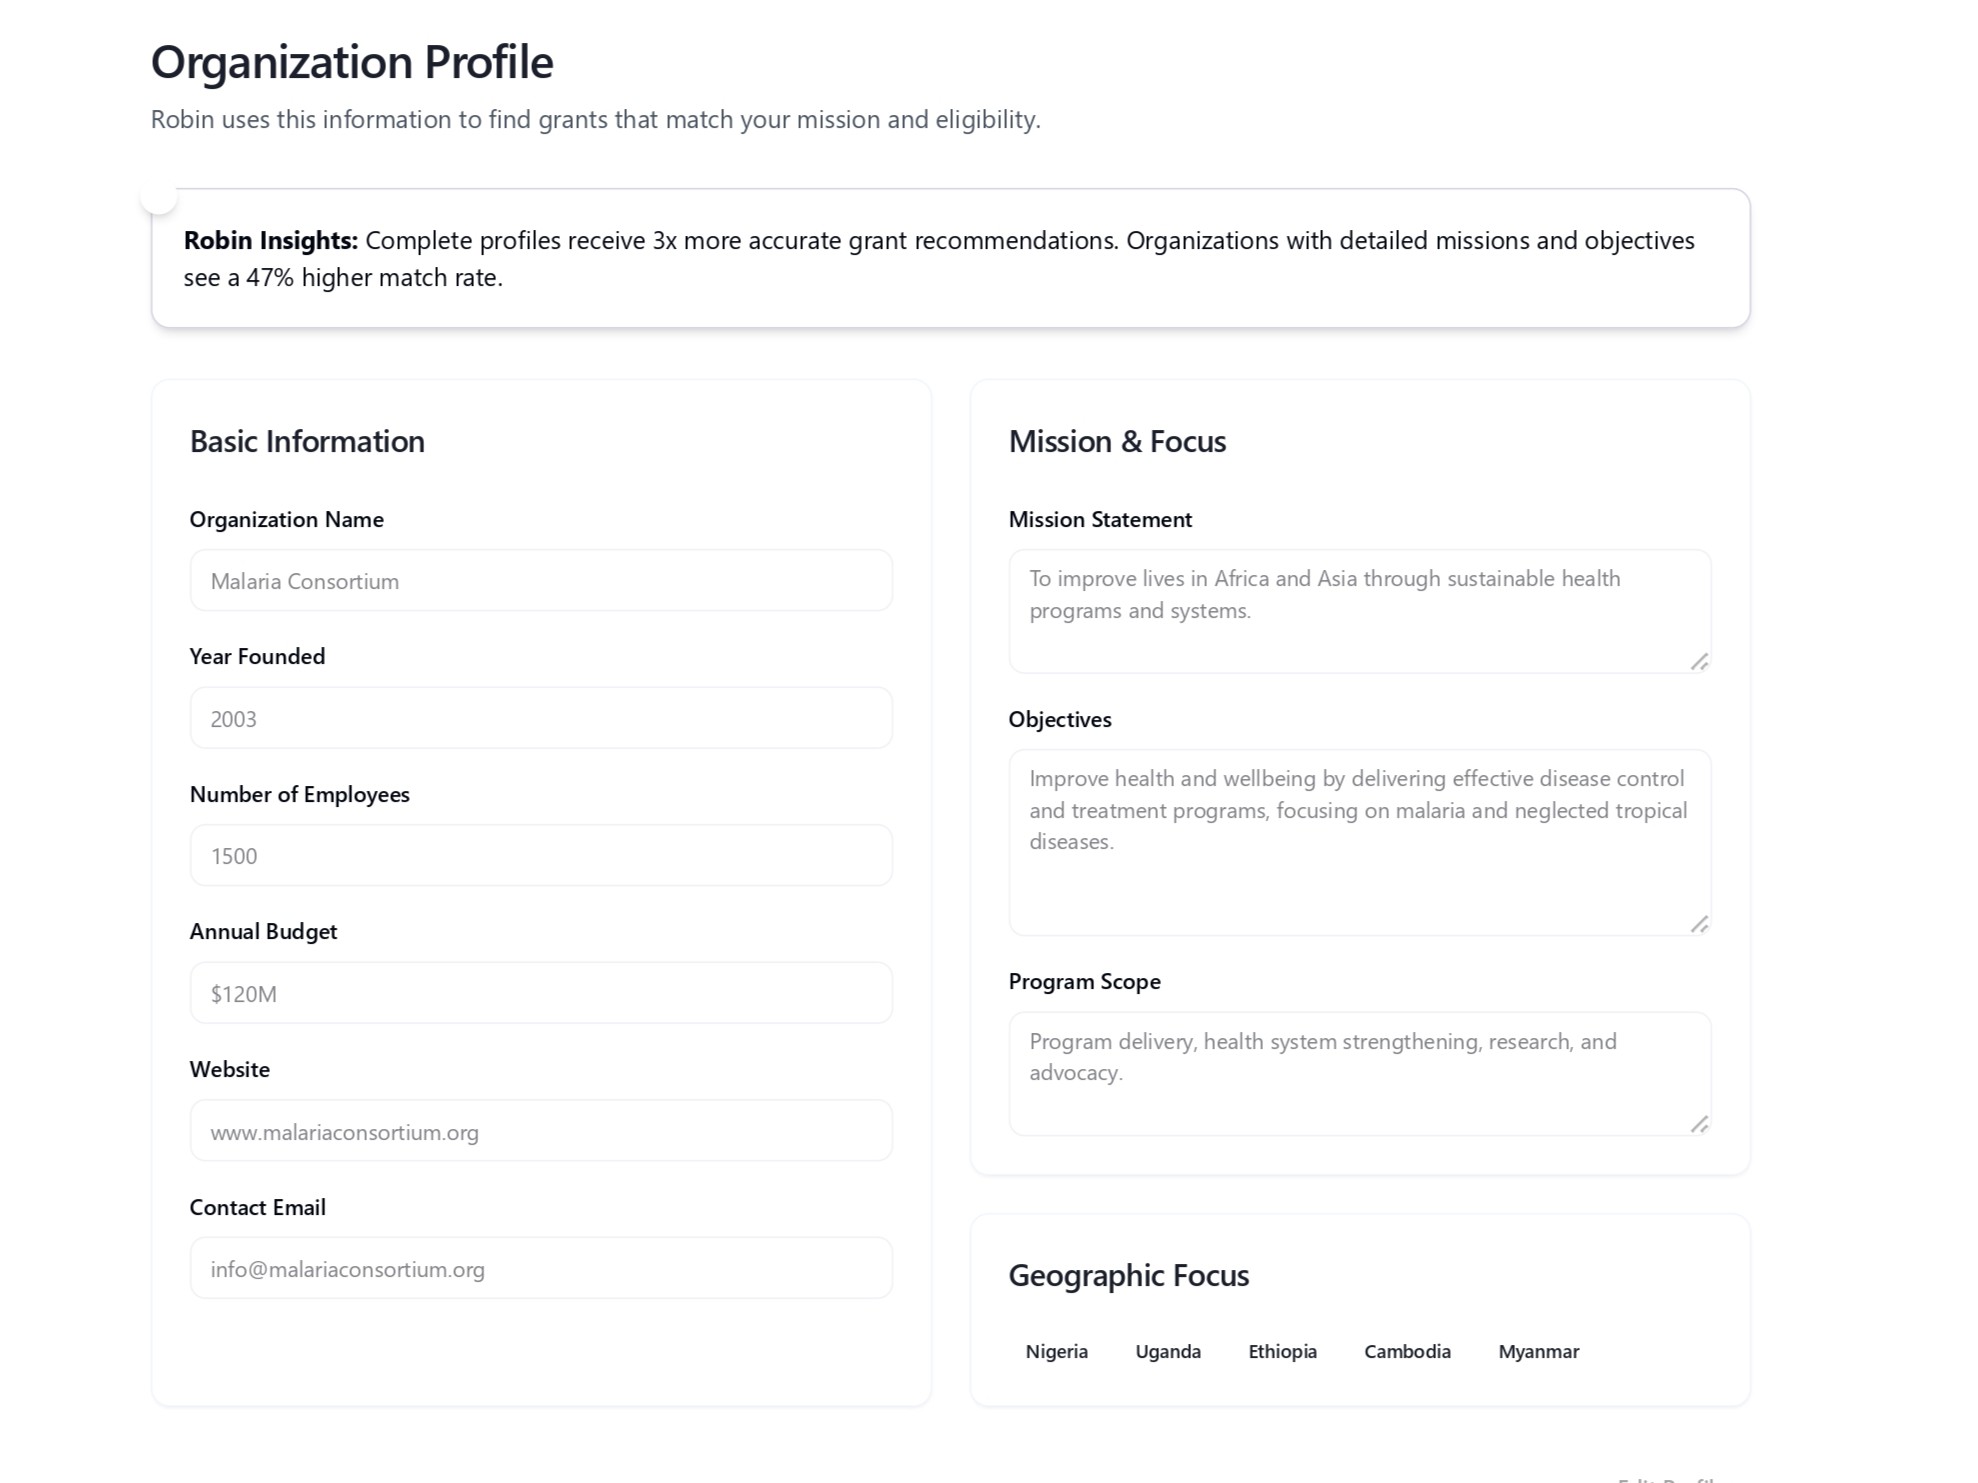 Organization Profile
Robin uses this information to find grants that match your mission and eligibility.
Robin Insights: Complete profiles receive 3x more accurate grant recommendations. Organizations with detailed missions and objectives
see a 47% higher match rate.
Basic Information
Organization Name
Malaria Consortium
Year Founded
2003
Number of Employees
1500
Annual Budget
$120M
Website
www.malariaconsortium.org
Contact Email
info@malariaconsortium.org
Mission & Focus
Mission Statement
To improve lives in Africa and Asia through sustainable health
programs and systems.
Objectives
Improve health and wellbeing by delivering effective disease control
and treatment programs, focusing on malaria and neglected tropical
diseases.
Program Scope
Program delivery, health system strengthening, research, and
advocacy.
Geographic Focus
Nigeria Uganda Ethiopia Cambodia Myanmar